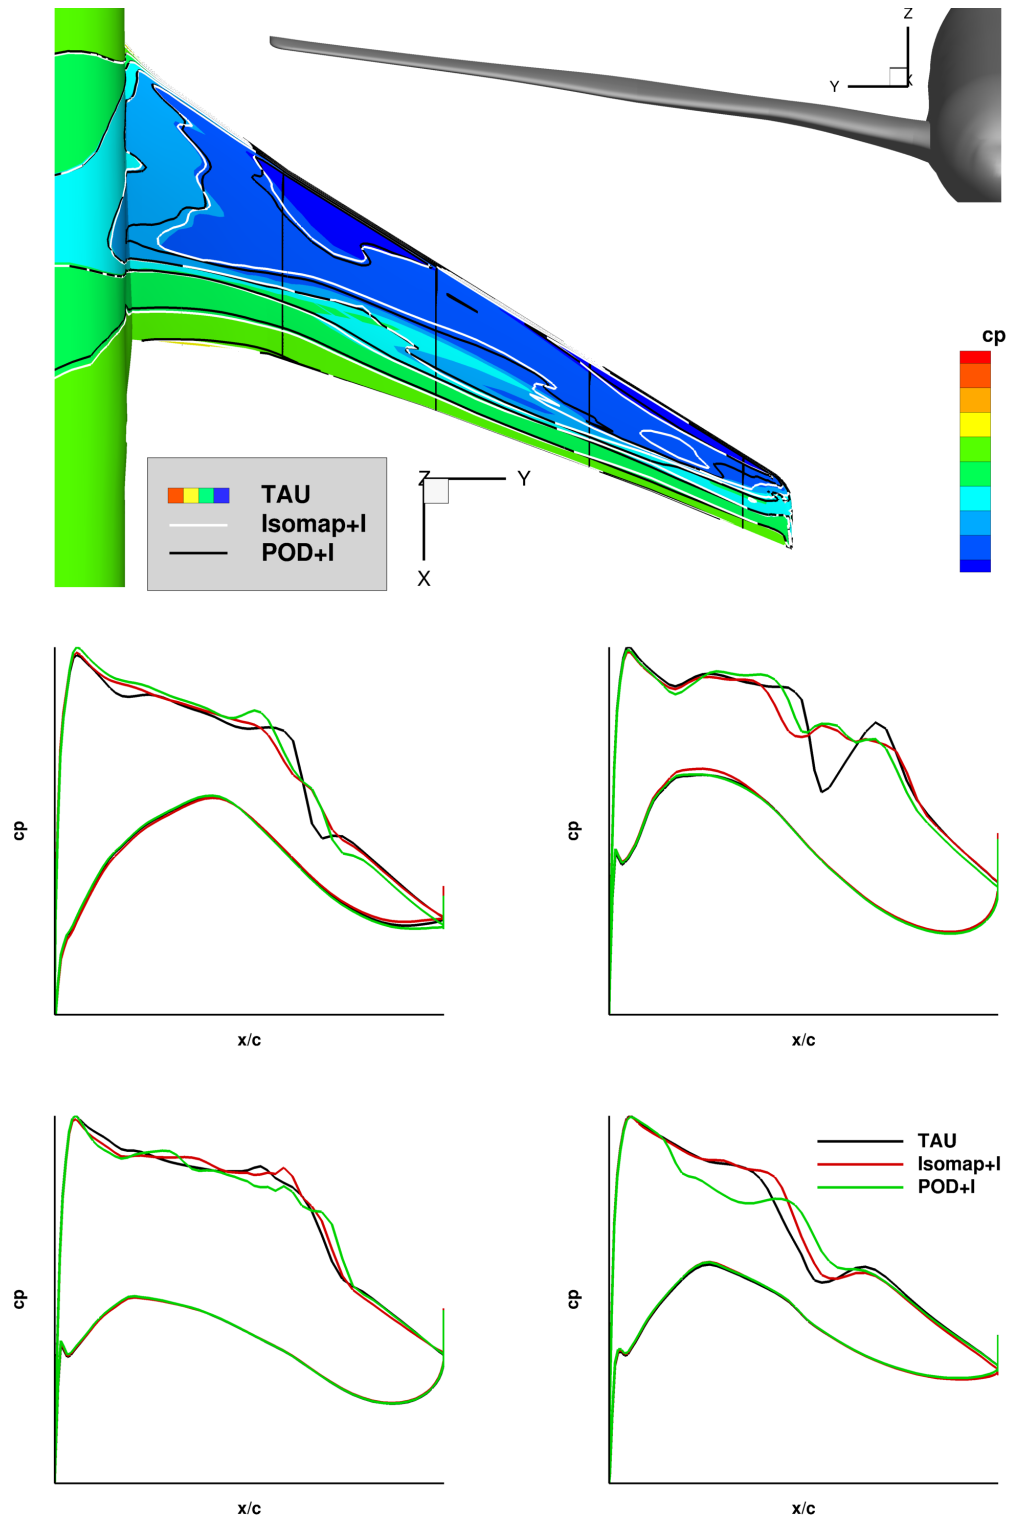 Z
Y
X
cp
Z
Y
X
TAU
Isomap+I
POD+I
cp
x/c
cp
x/c
cp
x/c
TAU
Isomap+I
POD+I
cp
x/c